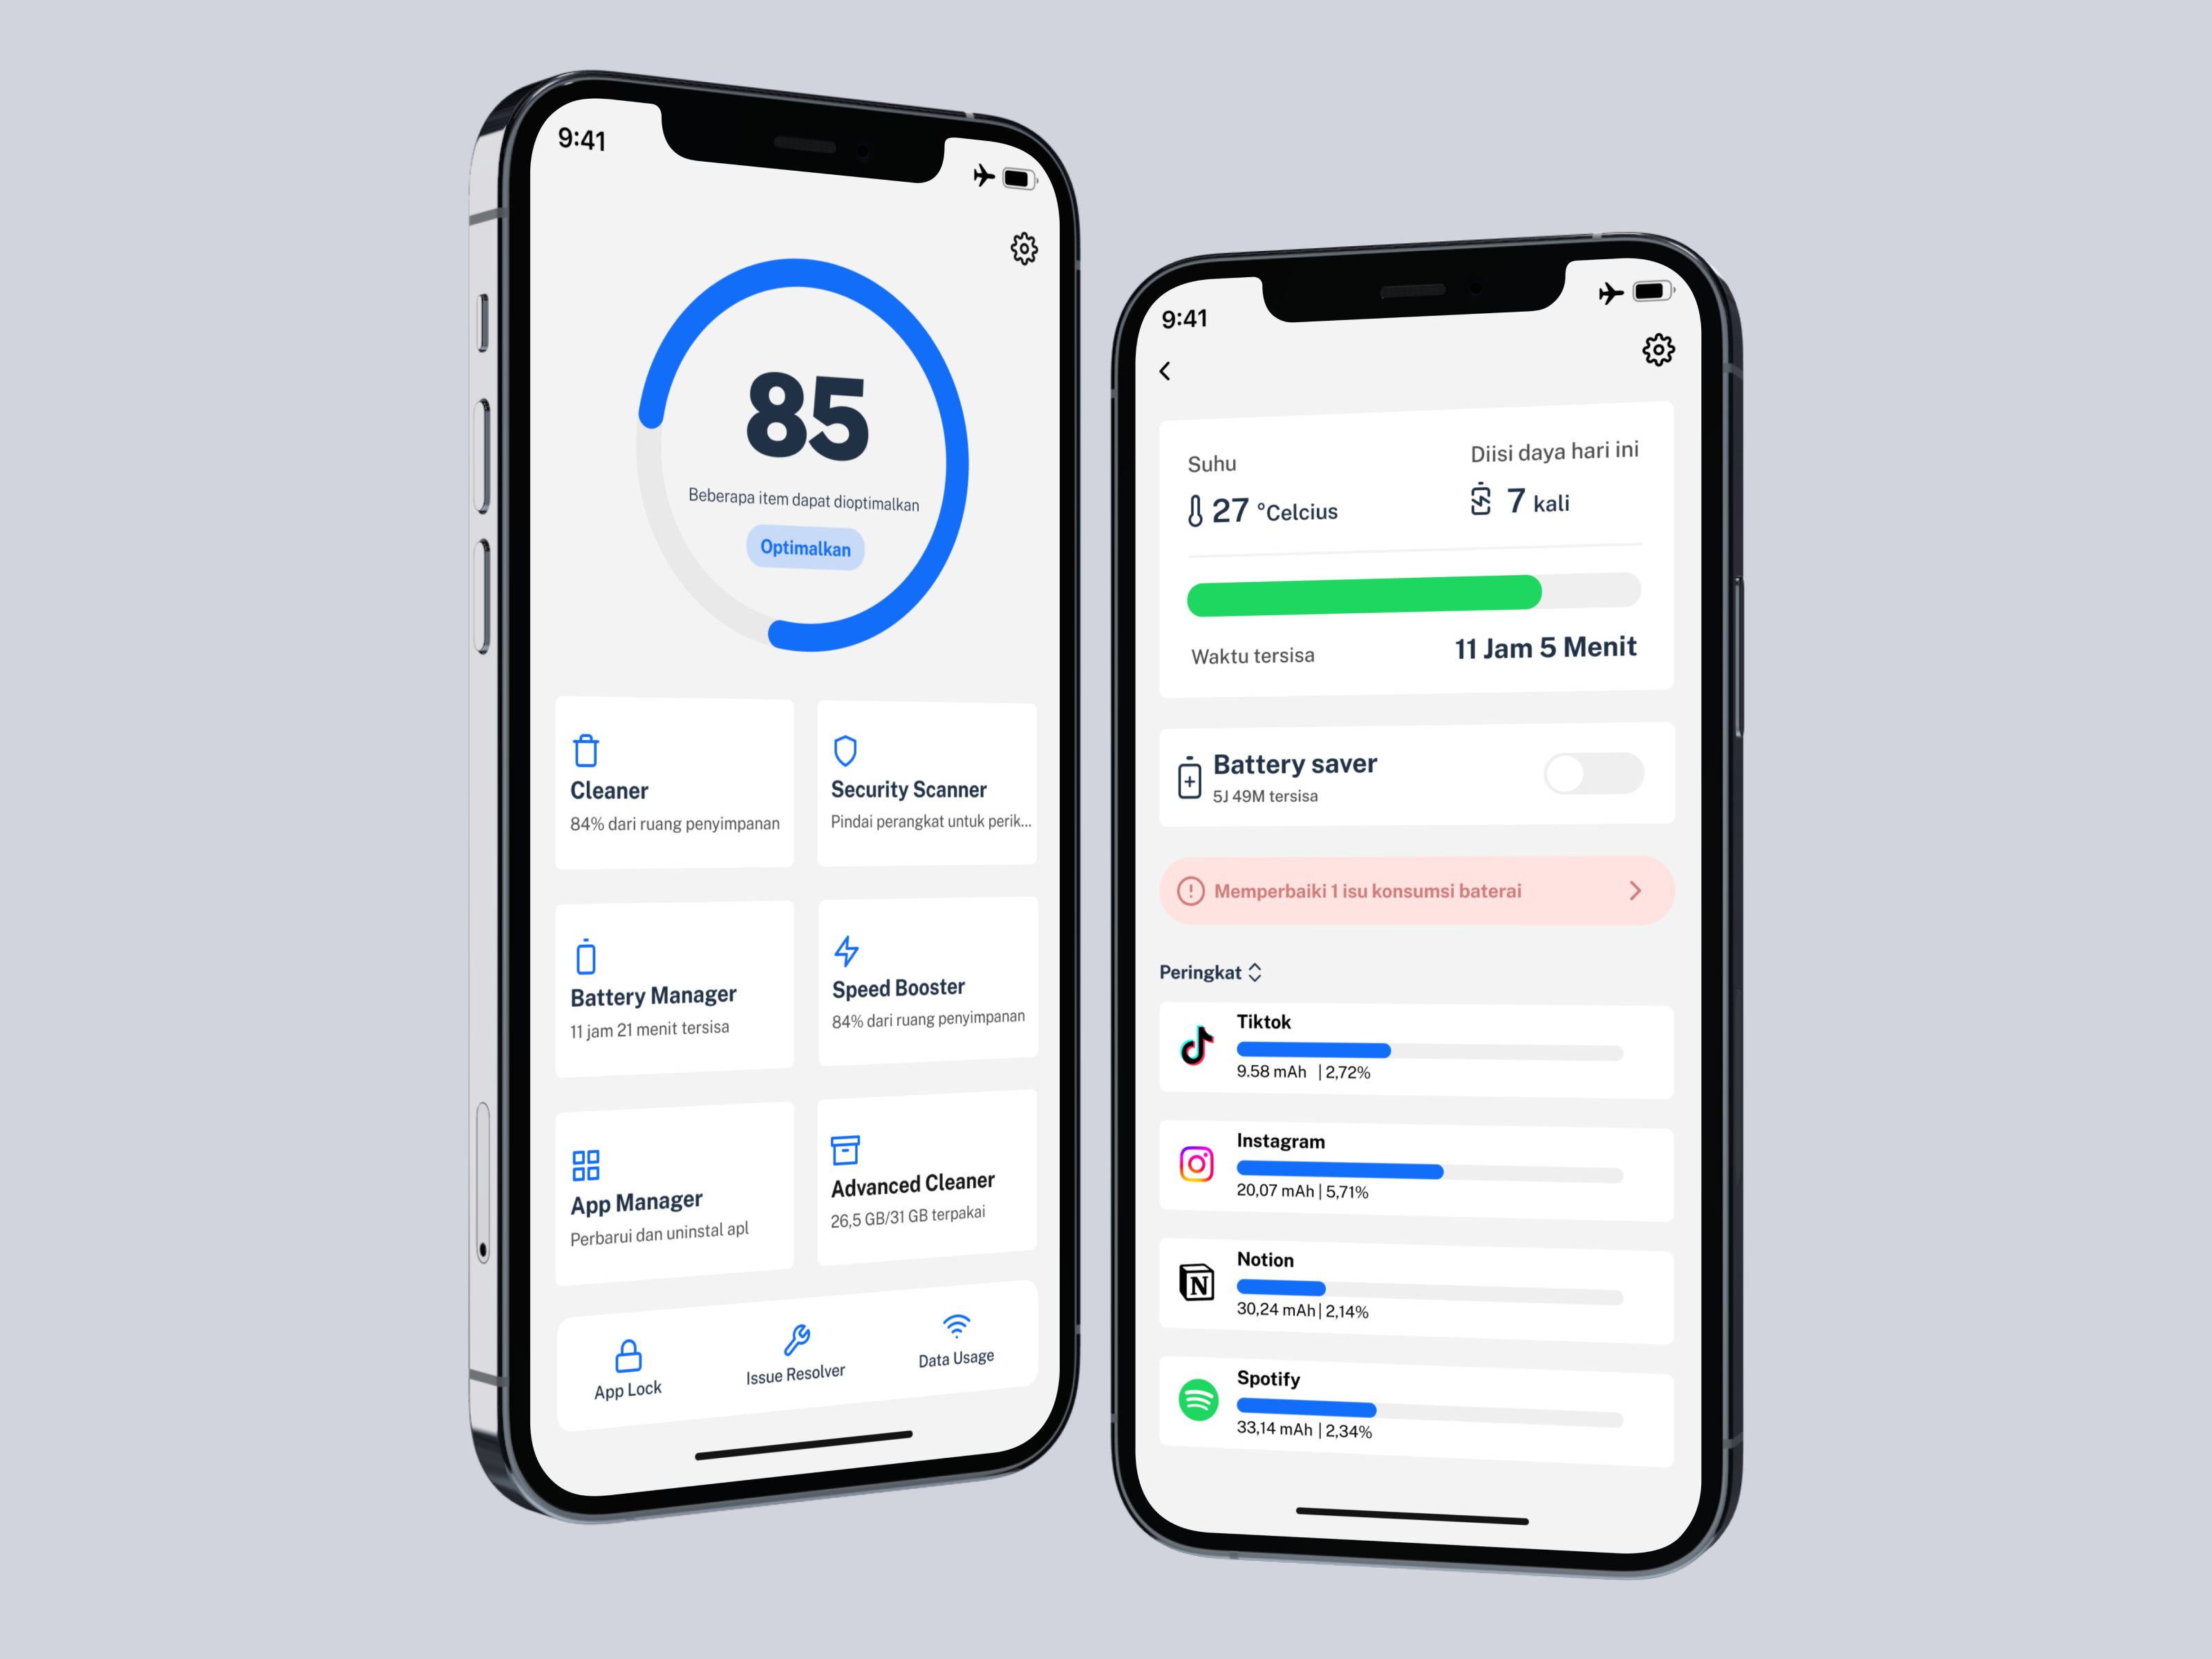 9:41
85
Beberapa item dapat dioptimalkan
Optimalkan
Cleaner
84% dari ruang penyimpanan
Security Scanner
Pindai perangkat untuk perik...
Battery Manager
11 jam 21 menit tersisa
Speed Booster
84% dari ruang penyimpanan
App Manager
Perbarui dan uninstal apl
Advanced Cleaner
26,5 GB/31 GB terpakai
App Lock
Issue Resolver
Data Usage
9:41
Suhu
27 °Celcius
Diisi daya hari ini
7 kali
Waktu tersisa
11 Jam 5 Menit
Battery saver
5J 49M tersisa
Memperbaiki 1 isu konsumsi baterai
Peringkat
Tiktok
9.58 mAh | 2,72%
Instagram
20,07 mAh | 5,71%
N
Notion
30,24 mAh | 2,14%
Spotify
33,14 mAh | 2,34%